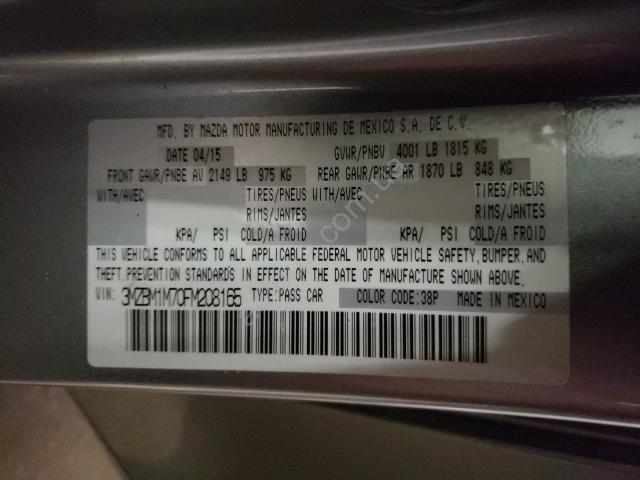 MFD. BY MAZDA MOTOR MANUFACTURING DE MEXICO S.A. DE C.V.
DATE 04/15 GVWR/PNBV 4001 LB 1815 KG
FRONT GAWR/PNBE AV 2149 LB 975 KG REAR GAWR/PNBE AR 1870 LB 848 KG
WITH/AVEC TIRES/PNEUS WITH/AVEC TIRES/PNEUS
RIMS/JANTES RIMS/JANTES
KPA/ PSI COLD/A FROID KPA/ PSI COLD/A FROID
THIS VEHICLE CONFORMS TO ALL APPLICABLE FEDERAL MOTOR VEHICLE SAFETY, BUMPER, AND
THEFT PREVENTION STANDARDS IN EFFECT ON THE DATE OF MANUFACTURE SHOWN ABOVE.
VIN: 3MZBM1M70FM208165 TYPE:PASS CAR COLOR CODE:38P MADE IN MEXICO